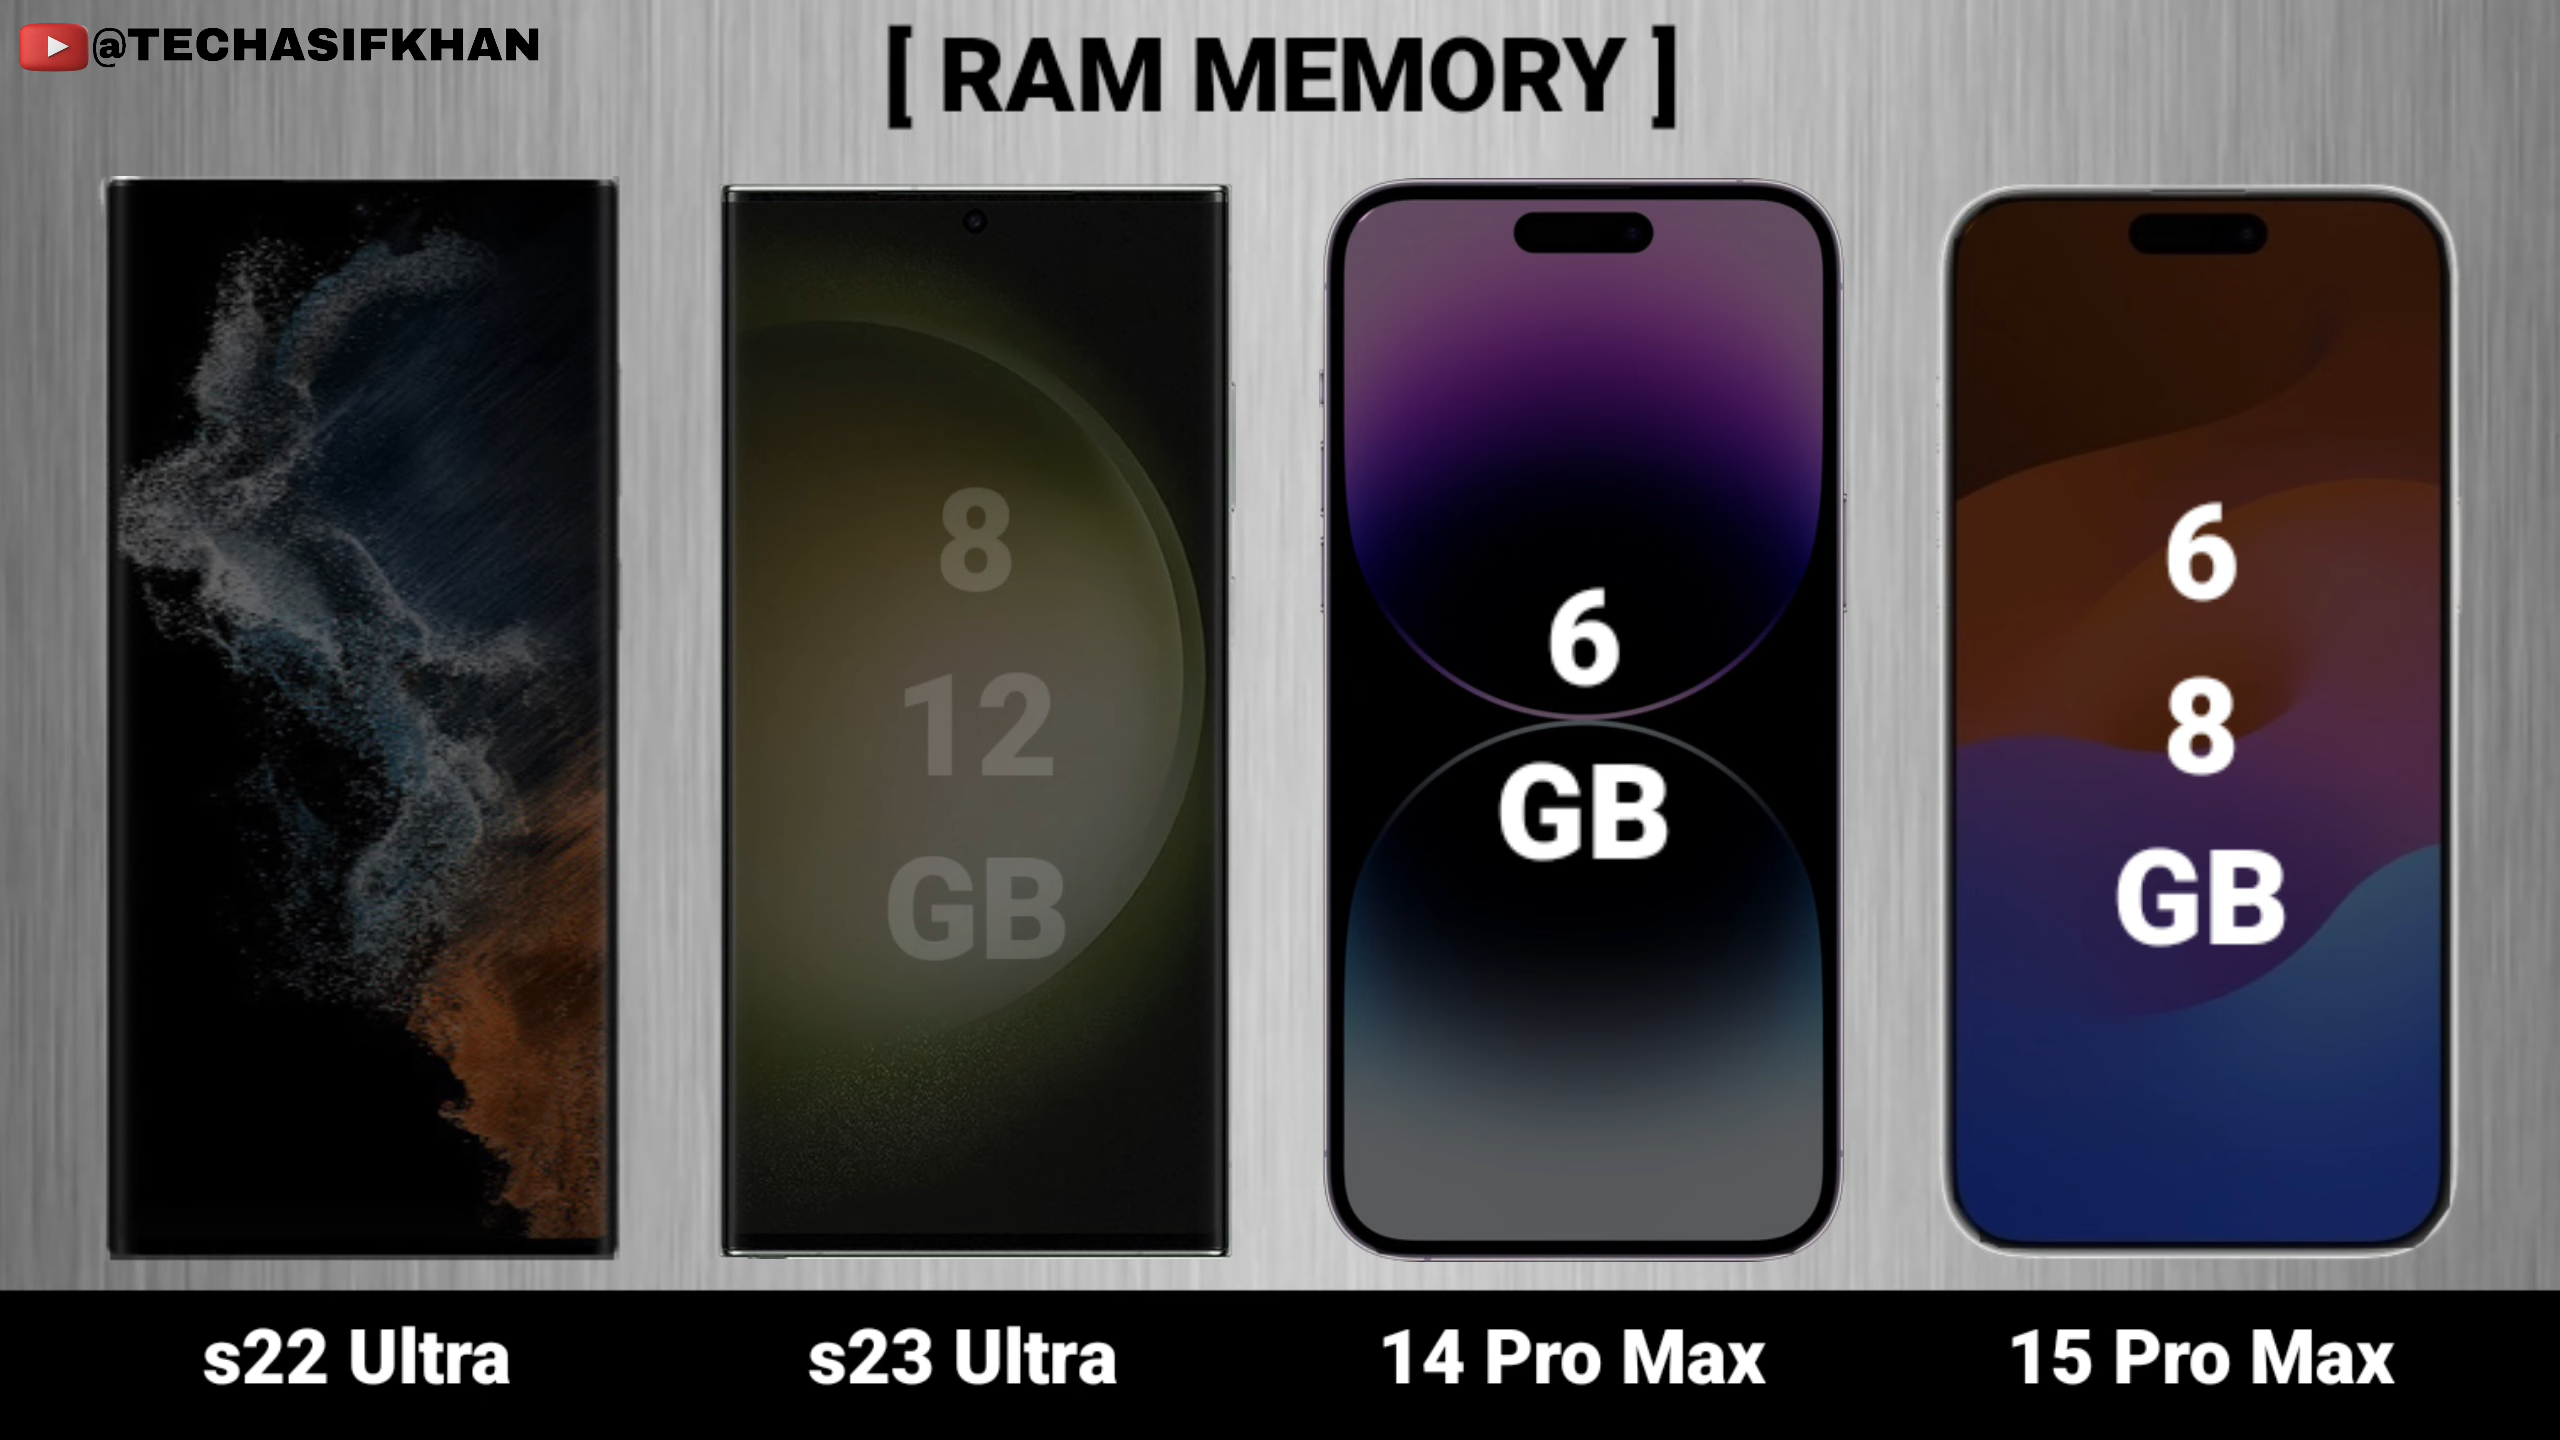 @TECHASIFKHAN
[ RAM MEMORY ]
8
12
GB
6
GB
6
8
GB
s22 Ultra
s23 Ultra
14 Pro Max
15 Pro Max